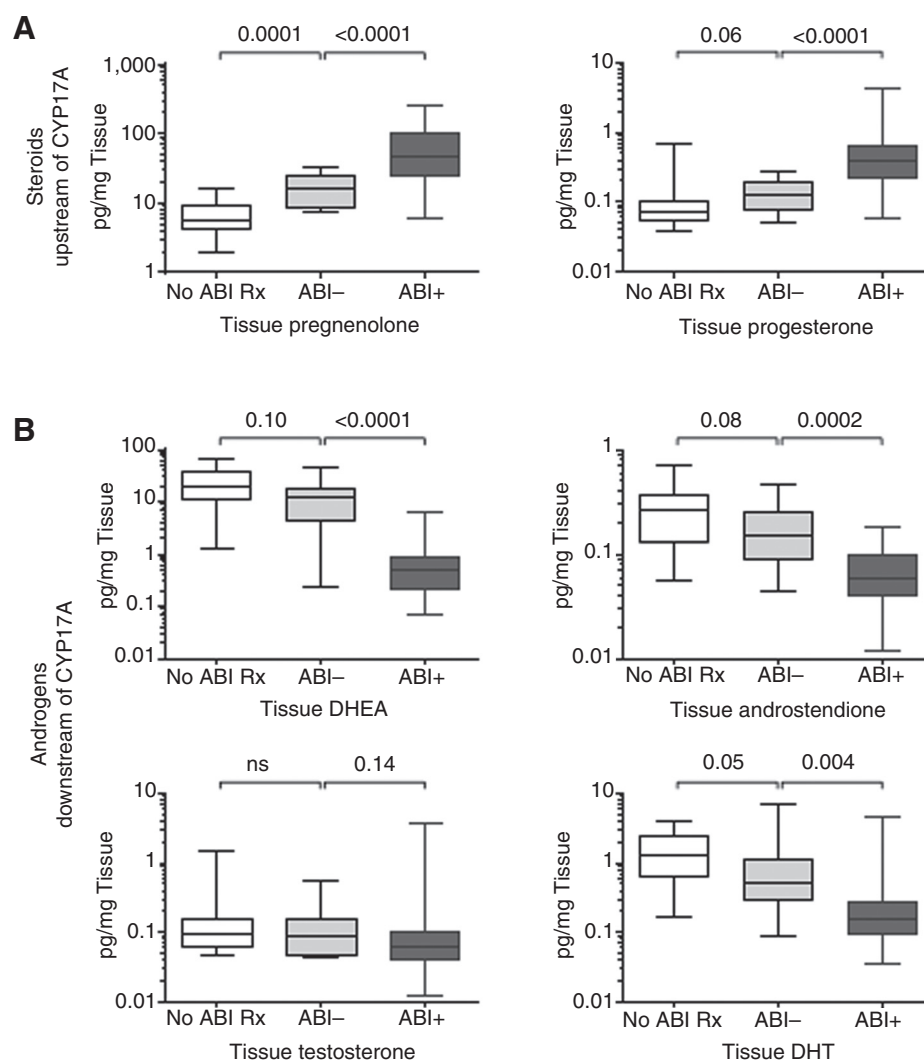 A
Steroids
upstream of CYP17A
0.0001 <0.0001
1,000
100
10
1
pg/mg Tissue
No ABI Rx ABI– ABI+
Tissue pregnenolone
0.06 <0.0001
10
1
0.1
0.01
pg/mg Tissue
No ABI Rx ABI– ABI+
Tissue progesterone
B
Androgens
downstream of CYP17A
0.10 <0.0001
100
10
1
0.1
0.01
pg/mg Tissue
No ABI Rx ABI– ABI+
Tissue DHEA
0.08 0.0002
1
0.1
0.01
pg/mg Tissue
No ABI Rx ABI– ABI+
Tissue androstendione
ns 0.14
10
1
0.1
0.01
pg/mg Tissue
No ABI Rx ABI– ABI+
Tissue testosterone
0.05 0.004
10
1
0.1
0.01
pg/mg Tissue
No ABI Rx ABI– ABI+
Tissue DHT